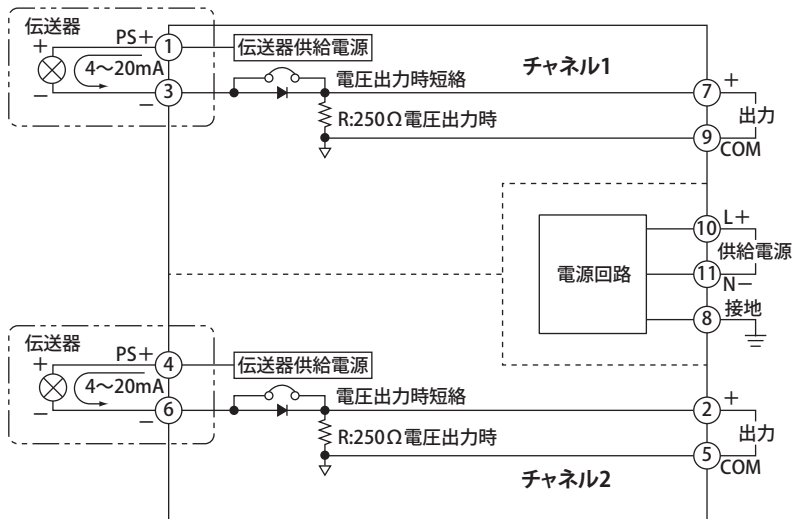 伝送器
+
PS+
1
伝送器供給電源
4〜20mA
−
−
3
電圧出力時短絡
チャネル1
7
+
出力
R:250Ω電圧出力時
9
COM
10
L+
供給電源
電源回路
11
N−
8
接地
伝送器
+
PS+
4
伝送器供給電源
4〜20mA
−
−
6
電圧出力時短絡
2
+
出力
R:250Ω電圧出力時
5
COM
チャネル2